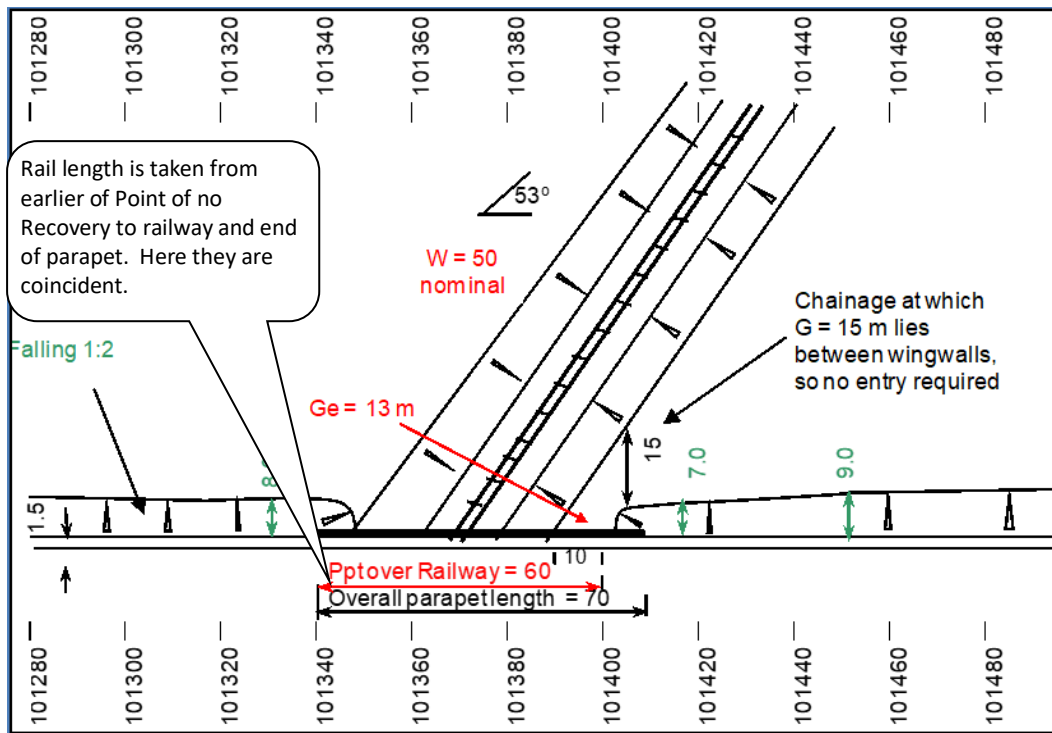 101280
101300
101320
101340
101360
101380
101400
101420
101440
101460
101480
Rail length is taken from
earlier of Point of no
Recovery to railway and end
of parapet. Here they are
coincident.
53°
W = 50
nominal
Chainage at which
G = 15 m lies
between wingwalls,
so no entry required
Falling 1:2
Ge = 13 m
15
7.0
9.0
1.5
10
Ppt over Railway = 60
Overall parapet length = 70
101280
101300
101320
101340
101360
101380
101400
101420
101440
101460
101480